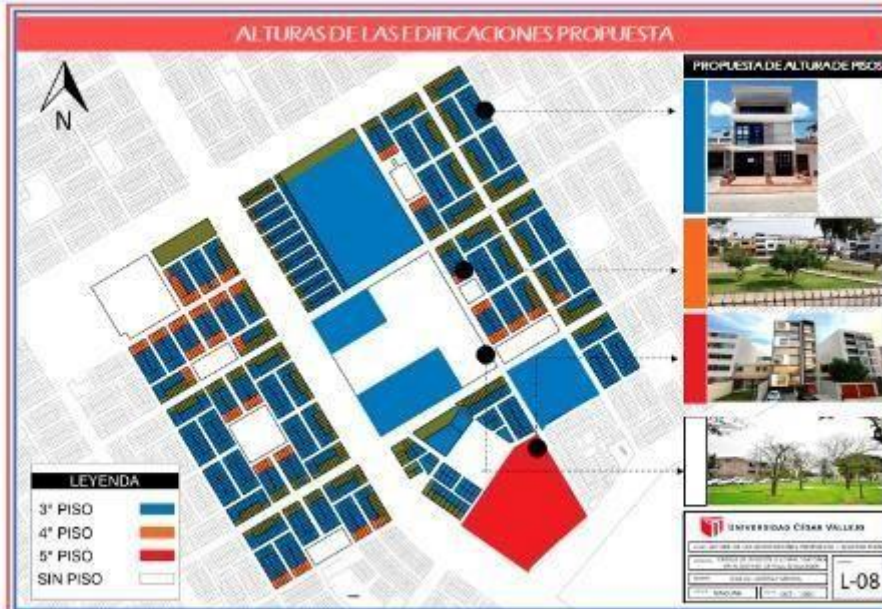 ALTURAS DE LAS EDIFICACIONES PROPUESTA
N
PROPUESTA DE ALTURA DE PISOS
LEYENDA
3° PISO
4° PISO
5° PISO
SIN PISO
UNIVERSIDAD CÉSAR VALLEJO
L-08